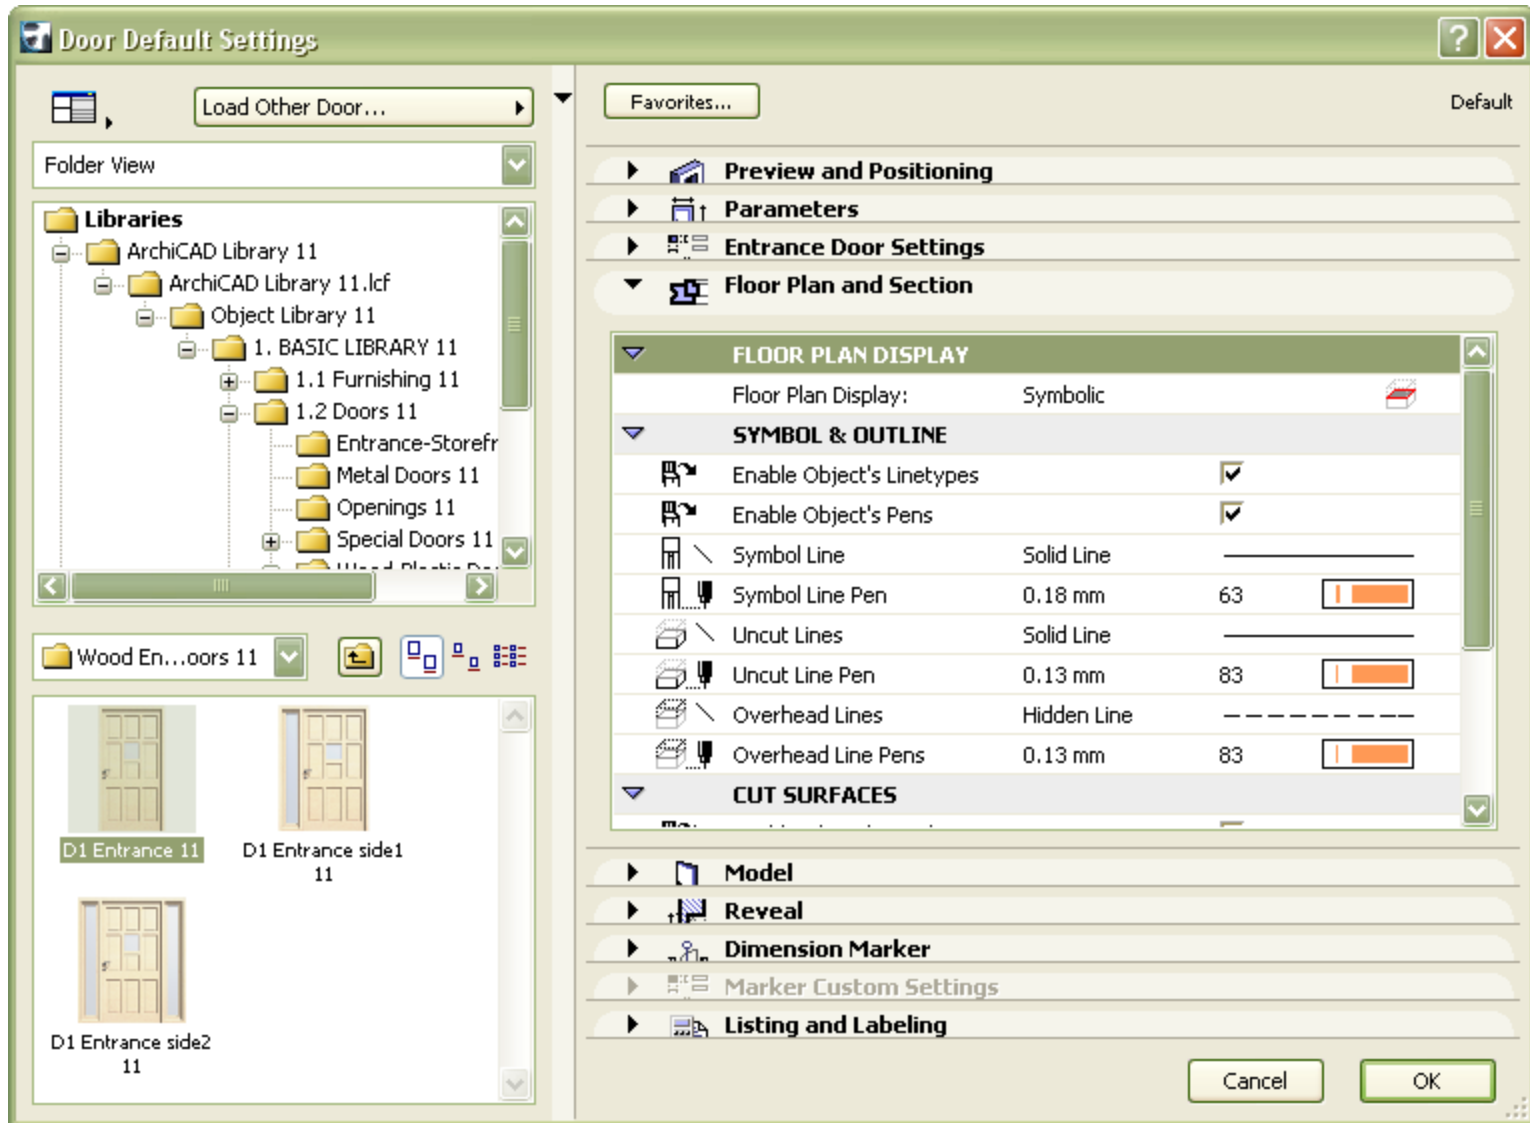 Door Default Settings
Load Other Door...
Folder View
Libraries
ArchiCAD Library 11
ArchiCAD Library 11.lcf
Object Library 11
1. BASIC LIBRARY 11
1.1 Furnishing 11
1.2 Doors 11
Entrance-Storefr
Metal Doors 11
Openings 11
Special Doors 11
Wood En...oors 11
D1 Entrance 11
D1 Entrance side1
11
D1 Entrance side2
11
Favorites...
Default
Preview and Positioning
Parameters
Entrance Door Settings
Floor Plan and Section
FLOOR PLAN DISPLAY
Floor Plan Display: Symbolic
SYMBOL & OUTLINE
Enable Object's Linetypes
Enable Object's Pens
Symbol Line Solid Line
Symbol Line Pen 0.18 mm 63
Uncut Lines Solid Line
Uncut Line Pen 0.13 mm 83
Overhead Lines Hidden Line
Overhead Line Pens 0.13 mm 83
CUT SURFACES
Model
Reveal
Dimension Marker
Marker Custom Settings
Listing and Labeling
Cancel OK